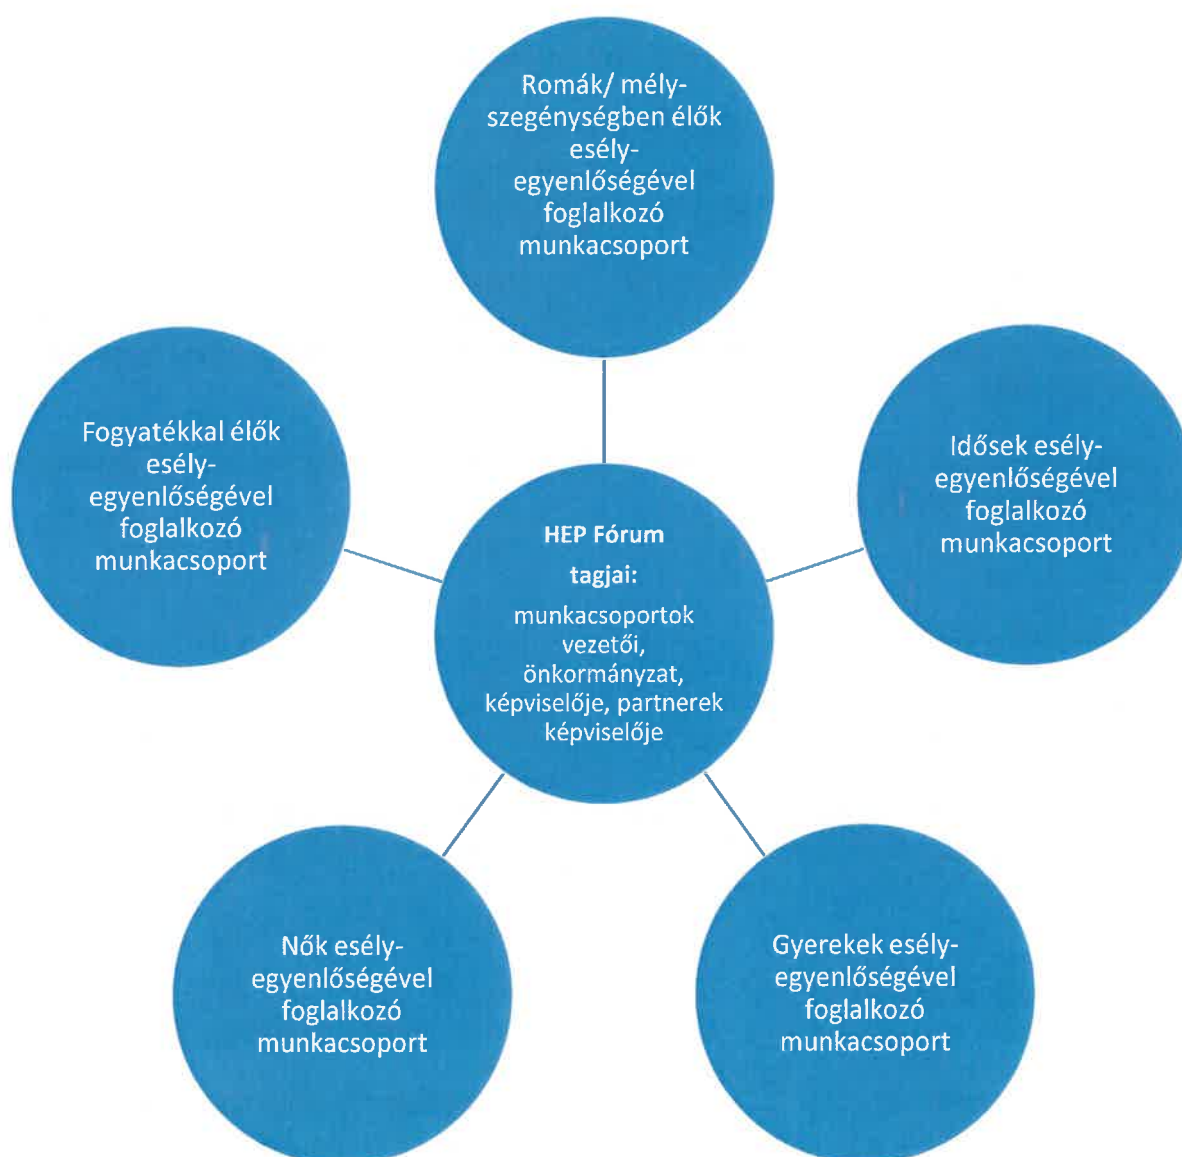 Romák/ mély-
szegénységben élők
esély-
egyenlőségével
foglalkozó
munkacsoport
Fogyatékkal élők
esély-
egyenlőségével
foglalkozó
munkacsoport
Idősek esély-
egyenlőségével
foglalkozó
munkacsoport
HEP Fórum
tagjai:
munkacsoportok
vezetői,
önkormányzat,
képviselője, partnerek
képviselője
Nők esély-
egyenlőségével
foglalkozó
munkacsoport
Gyerekek esély-
egyenlőségével
foglalkozó
munkacsoport